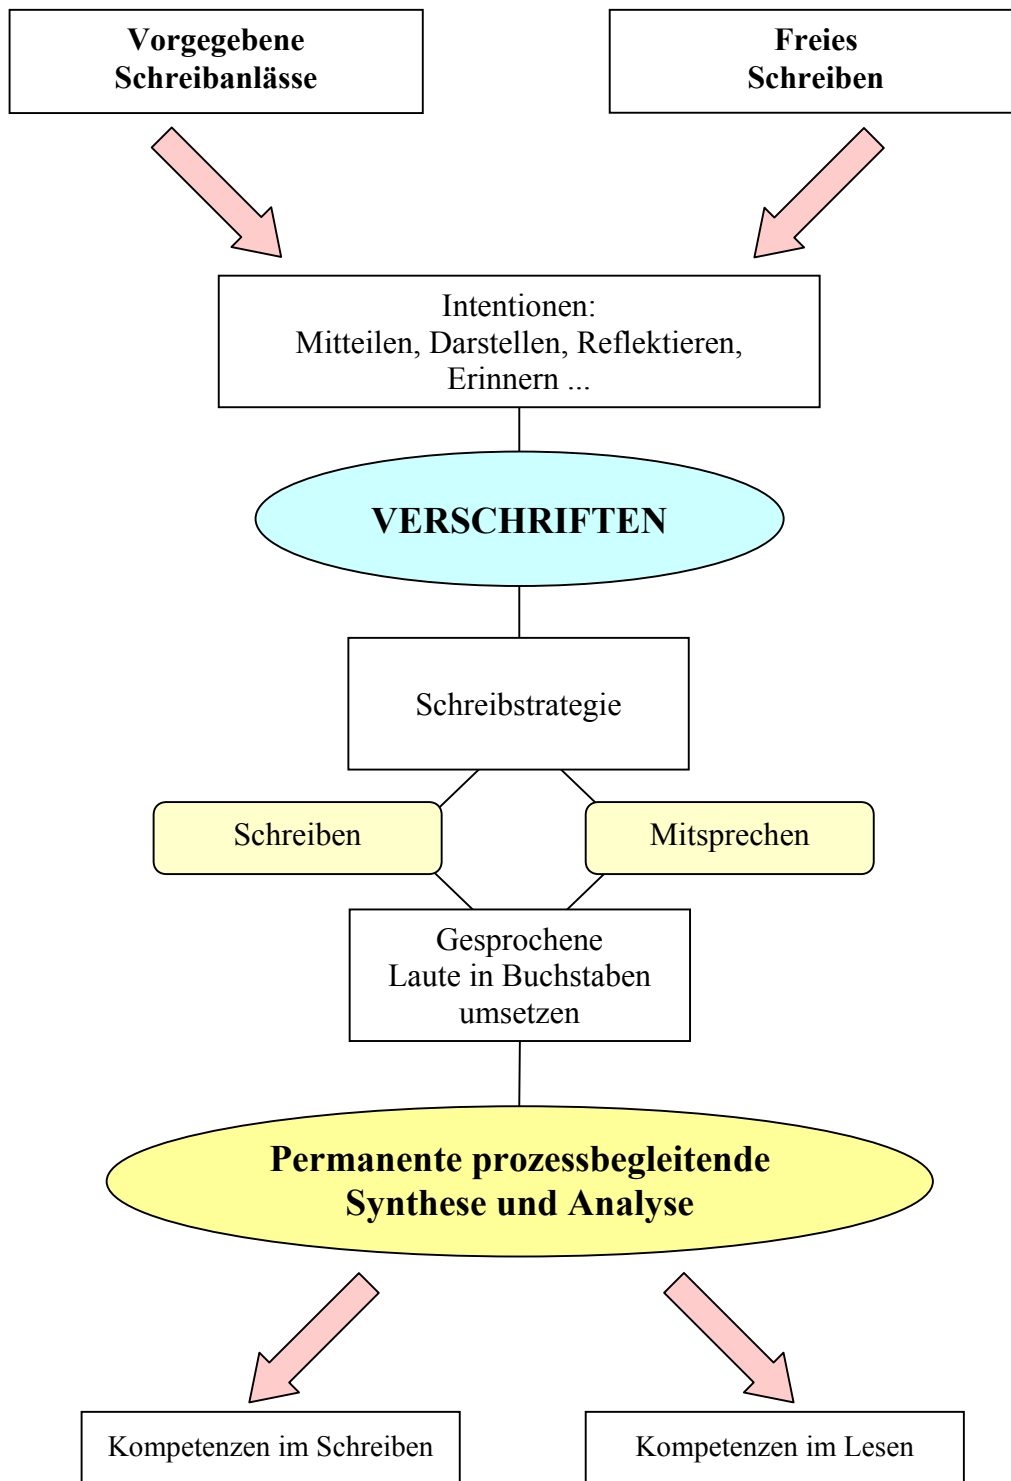 Vorgegebene
Schreibanlässe
Freies
Schreiben
Intentionen:
Mitteilen, Darstellen, Reflektieren,
Erinnern ...
VERSCHRIFTEN
Schreibstrategie
Schreiben
Mitsprechen
Gesprochene
Laute in Buchstaben
umsetzen
Permanente prozessbegleitende
Synthese und Analyse
Kompetenzen im Schreiben
Kompetenzen im Lesen